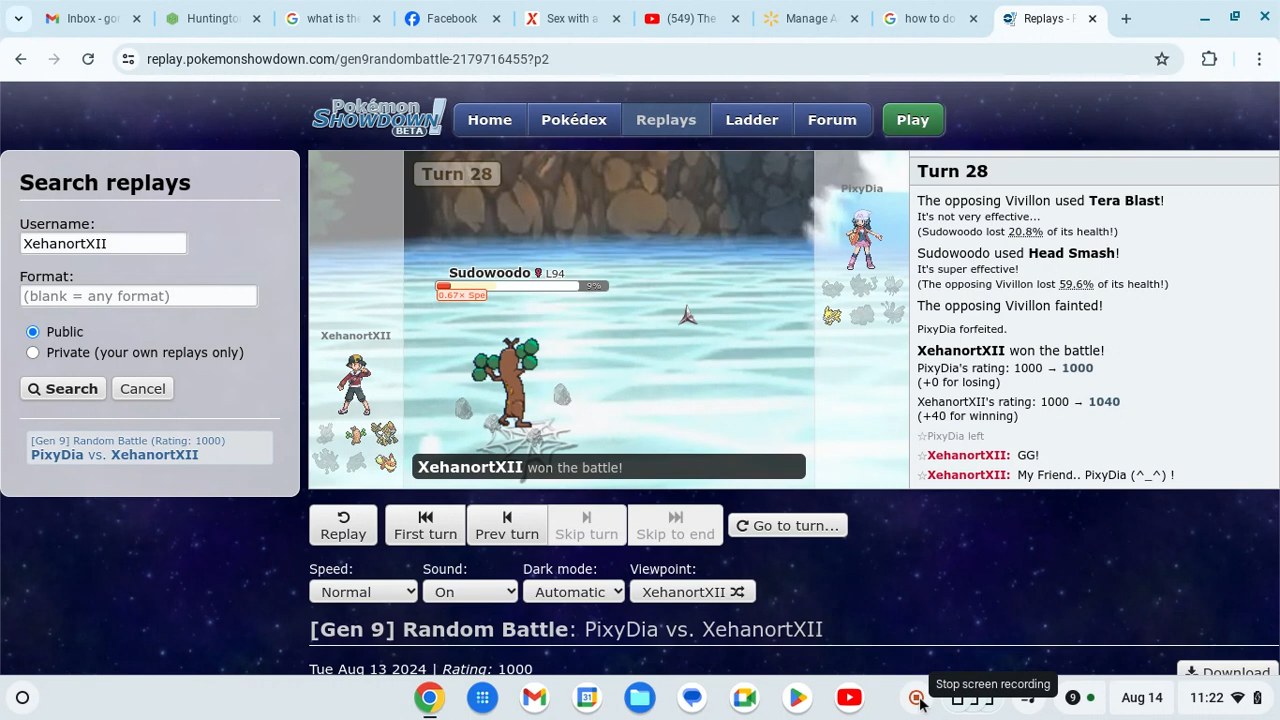 Inbox - go
Huntingto
what is the
Facebook
Sex with a
(549) The
Manage A
how to do
Replays - 
replay.pokemonshowdown.com/gen9randombattle-2179716455?p2
Pokémon SHOWDOWN! BETA
Home
Pokédex
Replays
Ladder
Forum
Play
Search replays
Username:
XehanortXII
Format:
(blank = any format)
Public
Private (your own replays only)
Search
Cancel
[Gen 9] Random Battle (Rating: 1000)
PixyDia vs. XehanortXII
Turn 28
PixyDia
Sudowoodo L94
9%
0.67× Spe
XehanortXII
XehanortXII won the battle!
Turn 28
The opposing Vivillon used Tera Blast!
It's not very effective...
(Sudowoodo lost 20.8% of its health!)
Sudowoodo used Head Smash!
It's super effective!
(The opposing Vivillon lost 59.6% of its health!)
The opposing Vivillon fainted!
PixyDia forfeited.
XehanortXII won the battle!
PixyDia's rating: 1000 → 1000
(+0 for losing)
XehanortXII's rating: 1000 → 1040
(+40 for winning)
☆PixyDia left
☆XehanortXII: GG!
☆XehanortXII: My Friend.. PixyDia (^_^) !
Replay
First turn
Prev turn
Skip turn
Skip to end
Go to turn...
Speed:
Sound:
Dark mode:
Viewpoint:
Normal
On
Automatic
XehanortXII
[Gen 9] Random Battle: PixyDia vs. XehanortXII
Tue Aug 13 2024 | Rating: 1000
Download
Stop screen recording
31
9
Aug 14
11:22